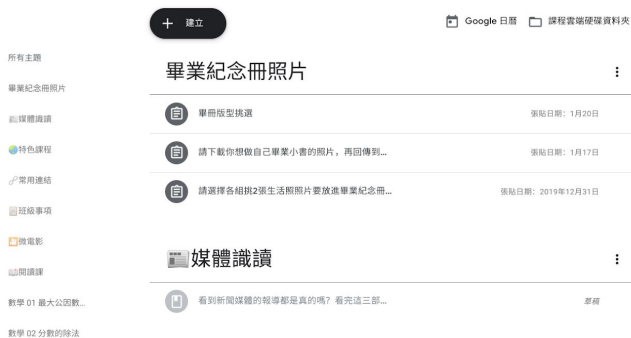 建立
Google 日曆
課程雲端硬碟資料夾
所有主題
畢業紀念冊照片
媒體識讀
特色課程
常用連結
班級事項
微電影
閱讀課
數學 01 最大公因數...
數學 02 分數的除法
畢業紀念冊照片
畢冊版型挑選
張貼日期：1月20日
請下載你想做自己畢業小書的照片，再回傳到...
張貼日期：1月17日
請選擇各組挑2張生活照照片要放進畢業紀念冊...
張貼日期：2019年12月31日
媒體識讀
看到新聞媒體的報導都是真的嗎？看完這三部...
草稿